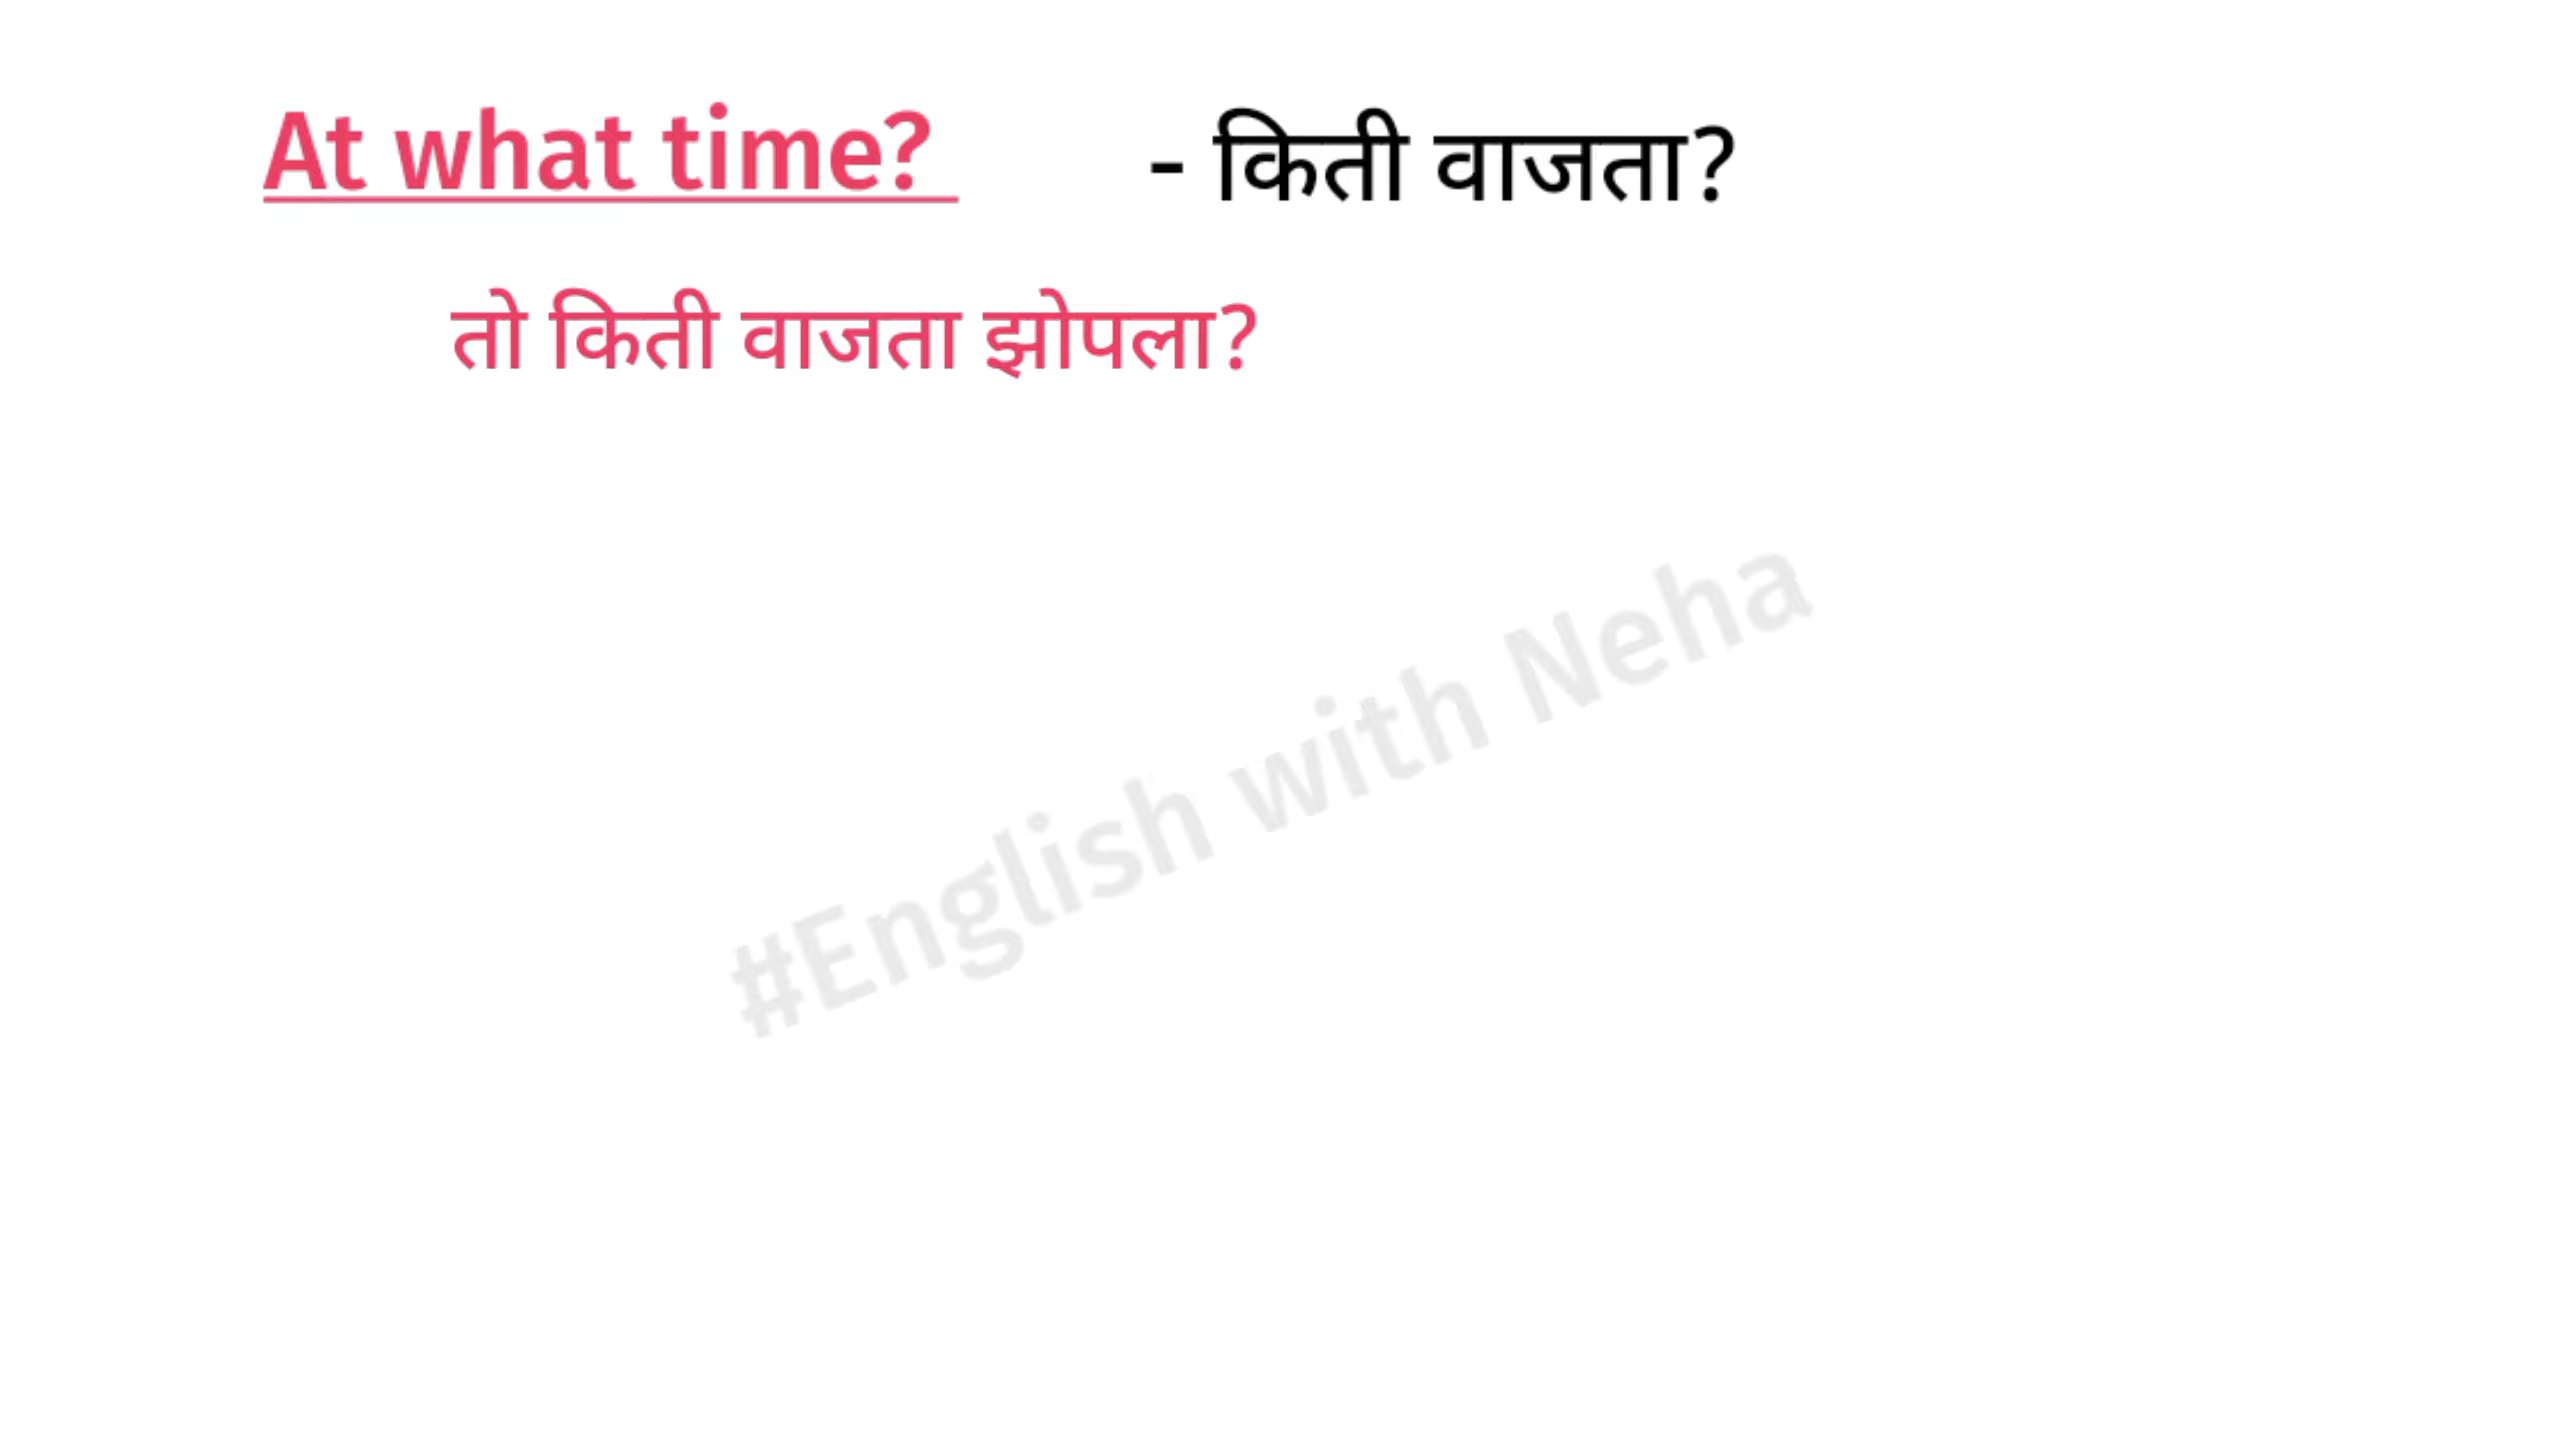 At what time? - किती वाजता?
तो किती वाजता झोपला?
#English with Neha